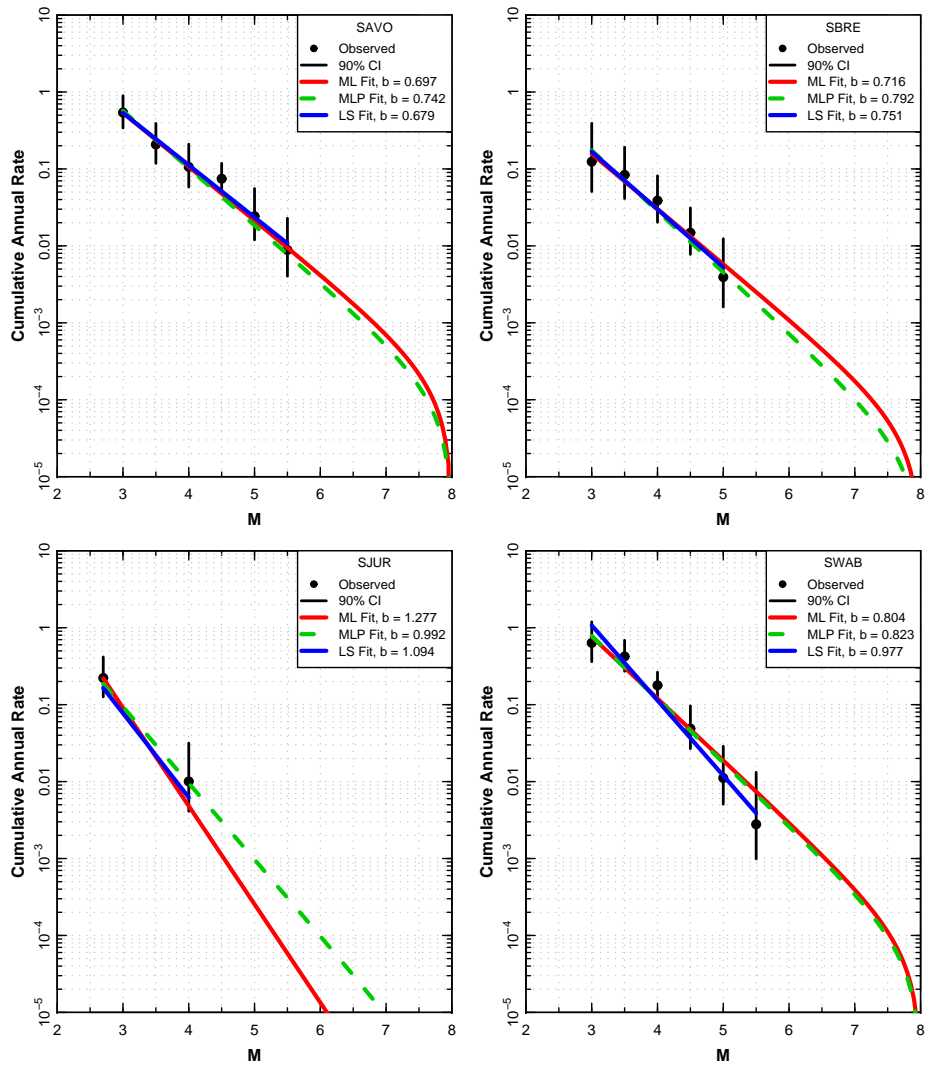 SAVO
Observed
90% CI
ML Fit, b = 0.697
MLP Fit, b = 0.742
LS Fit, b = 0.679
10
1
0.1
0.01
10⁻³
10⁻⁴
10⁻⁵
Cumulative Annual Rate
2 3 4 5 6 7 8
M
SBRE
Observed
90% CI
ML Fit, b = 0.716
MLP Fit, b = 0.792
LS Fit, b = 0.751
10
1
0.1
0.01
10⁻³
10⁻⁴
10⁻⁵
Cumulative Annual Rate
2 3 4 5 6 7 8
M
SJUR
Observed
90% CI
ML Fit, b = 1.277
MLP Fit, b = 0.992
LS Fit, b = 1.094
10
1
0.1
0.01
10⁻³
10⁻⁴
10⁻⁵
Cumulative Annual Rate
2 3 4 5 6 7 8
M
SWAB
Observed
90% CI
ML Fit, b = 0.804
MLP Fit, b = 0.823
LS Fit, b = 0.977
10
1
0.1
0.01
10⁻³
10⁻⁴
10⁻⁵
Cumulative Annual Rate
2 3 4 5 6 7 8
M